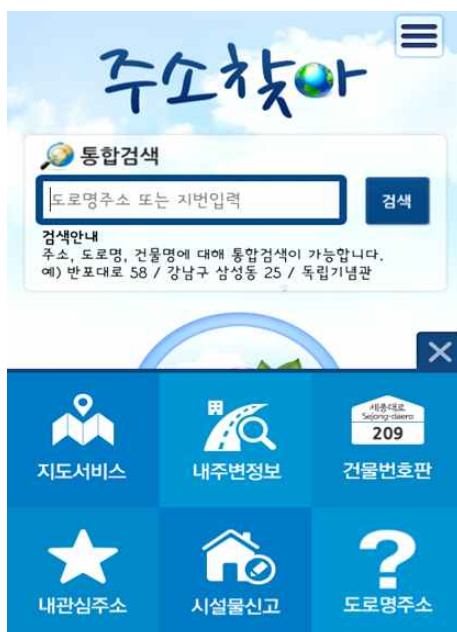 주소찾아
통합검색
도로명주소 또는 지번입력
검색
검색안내
주소, 도로명, 건물명에 대해 통합검색이 가능합니다.
예) 반포대로 58 / 강남구 삼성동 25 / 독립기념관
세종대로
Sejong-daero
209
지도서비스
내주변정보
건물번호판
내관심주소
시설물신고
?
도로명주소